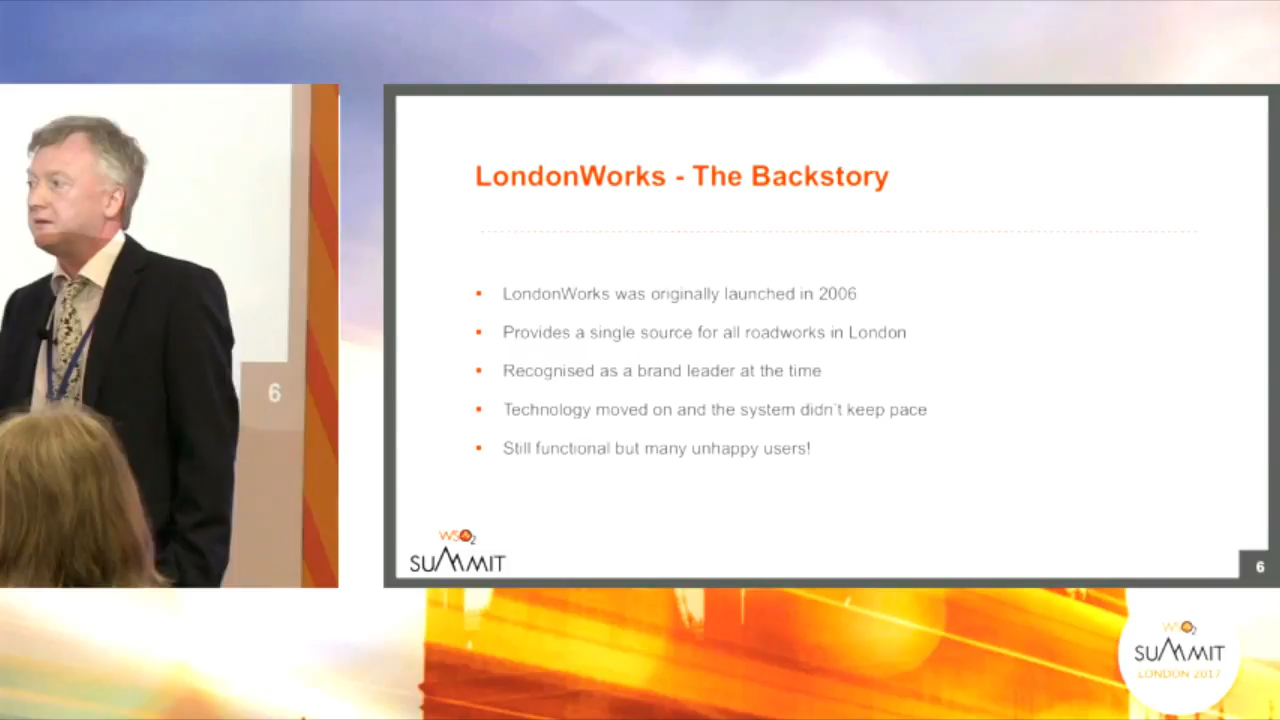 6
LondonWorks - The Backstory
LondonWorks was originally launched in 2006
Provides a single source for all roadworks in London
Recognised as a brand leader at the time
Technology moved on and the system didn't keep pace
Still functional but many unhappy users!
WSO2
SUMMIT
6
WSO2
SUMMIT
LONDON 2017